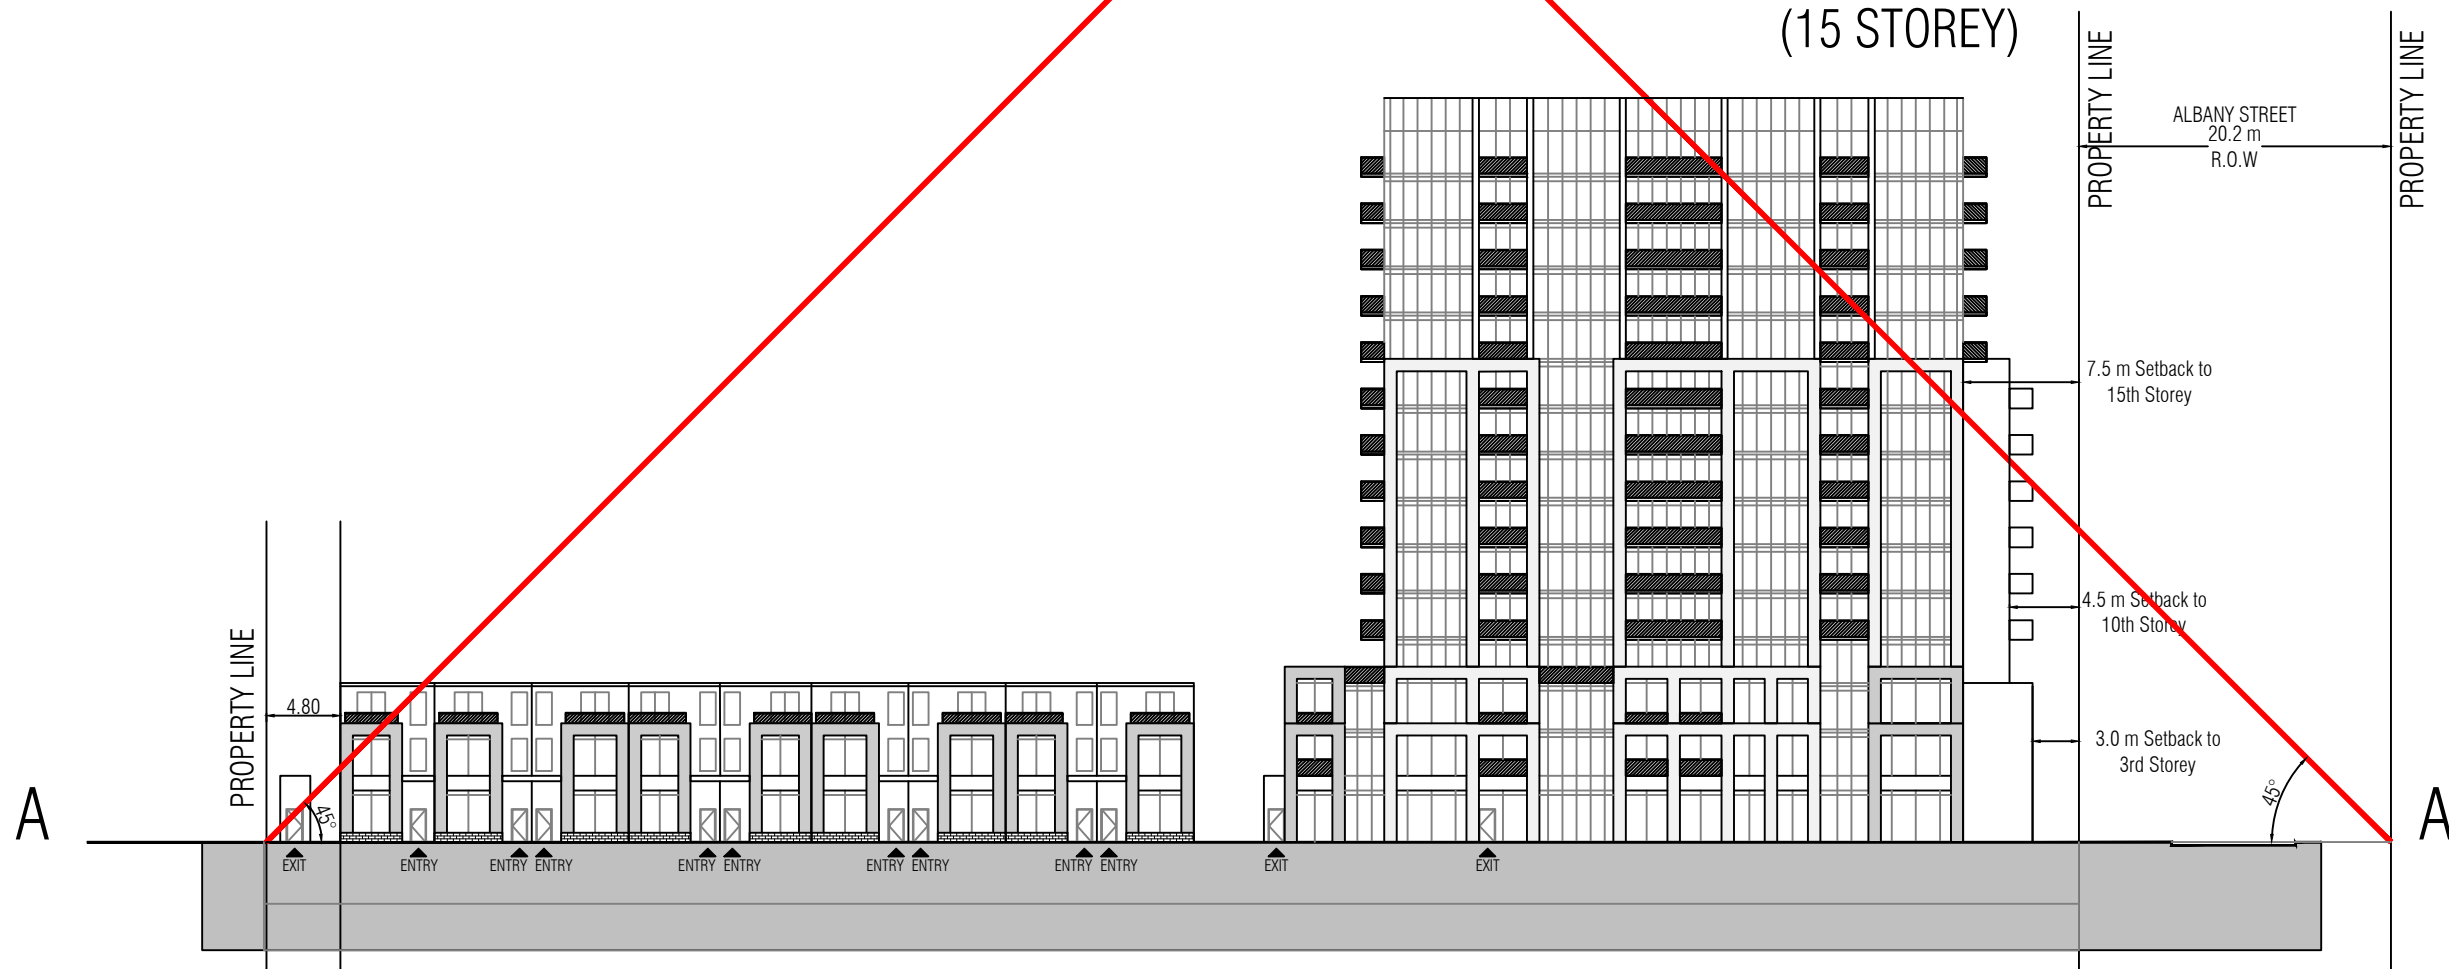 (15 STOREY)
PROPERTY LINE
PROPERTY LINE
ALBANY STREET
20.2 m
R.O.W
7.5 m Setback to
15th Storey
4.5 m Setback to
10th Storey
PROPERTY LINE
4.80
3.0 m Setback to
3rd Storey
A
45°
45°
A
EXIT
ENTRY
ENTRY
ENTRY
ENTRY
ENTRY
ENTRY
ENTRY
ENTRY
ENTRY
EXIT
EXIT